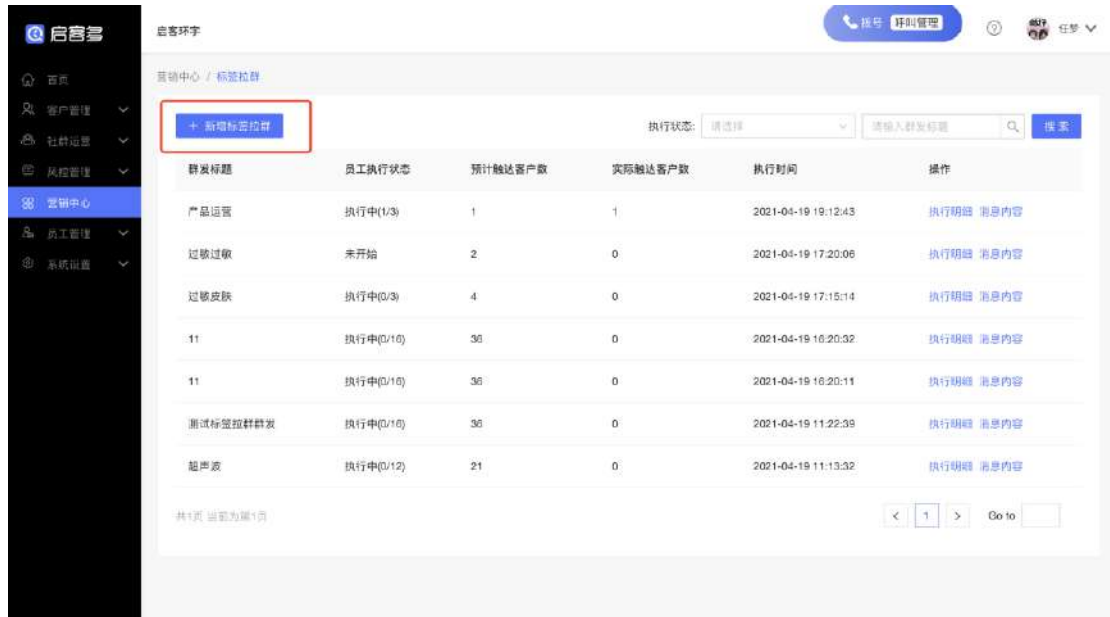 启客多
启客环宇
拨号 呼叫管理
任梦
首页
客户管理
社群运营
风控管理
营销中心
员工管理
系统设置
营销中心 / 标签拉群
+ 新增标签拉群
执行状态: 请选择 请输入群发标题 搜索
群发标题 员工执行状态 预计触达客户数 实际触达客户数 执行时间 操作
产品运营 执行中(1/3) 1 1 2021-04-19 19:12:43 执行明细 消息内容
过敏过敏 未开始 2 0 2021-04-19 17:20:06 执行明细 消息内容
过敏皮肤 执行中(0/3) 4 0 2021-04-19 17:15:14 执行明细 消息内容
11 执行中(0/16) 36 0 2021-04-19 16:20:32 执行明细 消息内容
11 执行中(0/16) 36 0 2021-04-19 16:20:11 执行明细 消息内容
测试标签拉群群发 执行中(0/16) 36 0 2021-04-19 11:22:39 执行明细 消息内容
超声波 执行中(0/12) 21 0 2021-04-19 11:13:32 执行明细 消息内容
共1页 当前为第1页
< 1 > Go to